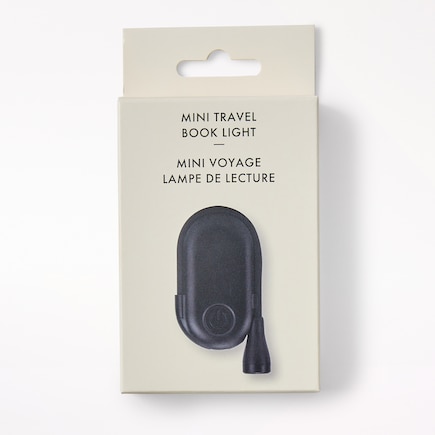 MINI TRAVEL
BOOK LIGHT
—
MINI VOYAGE
LAMPE DE LECTURE